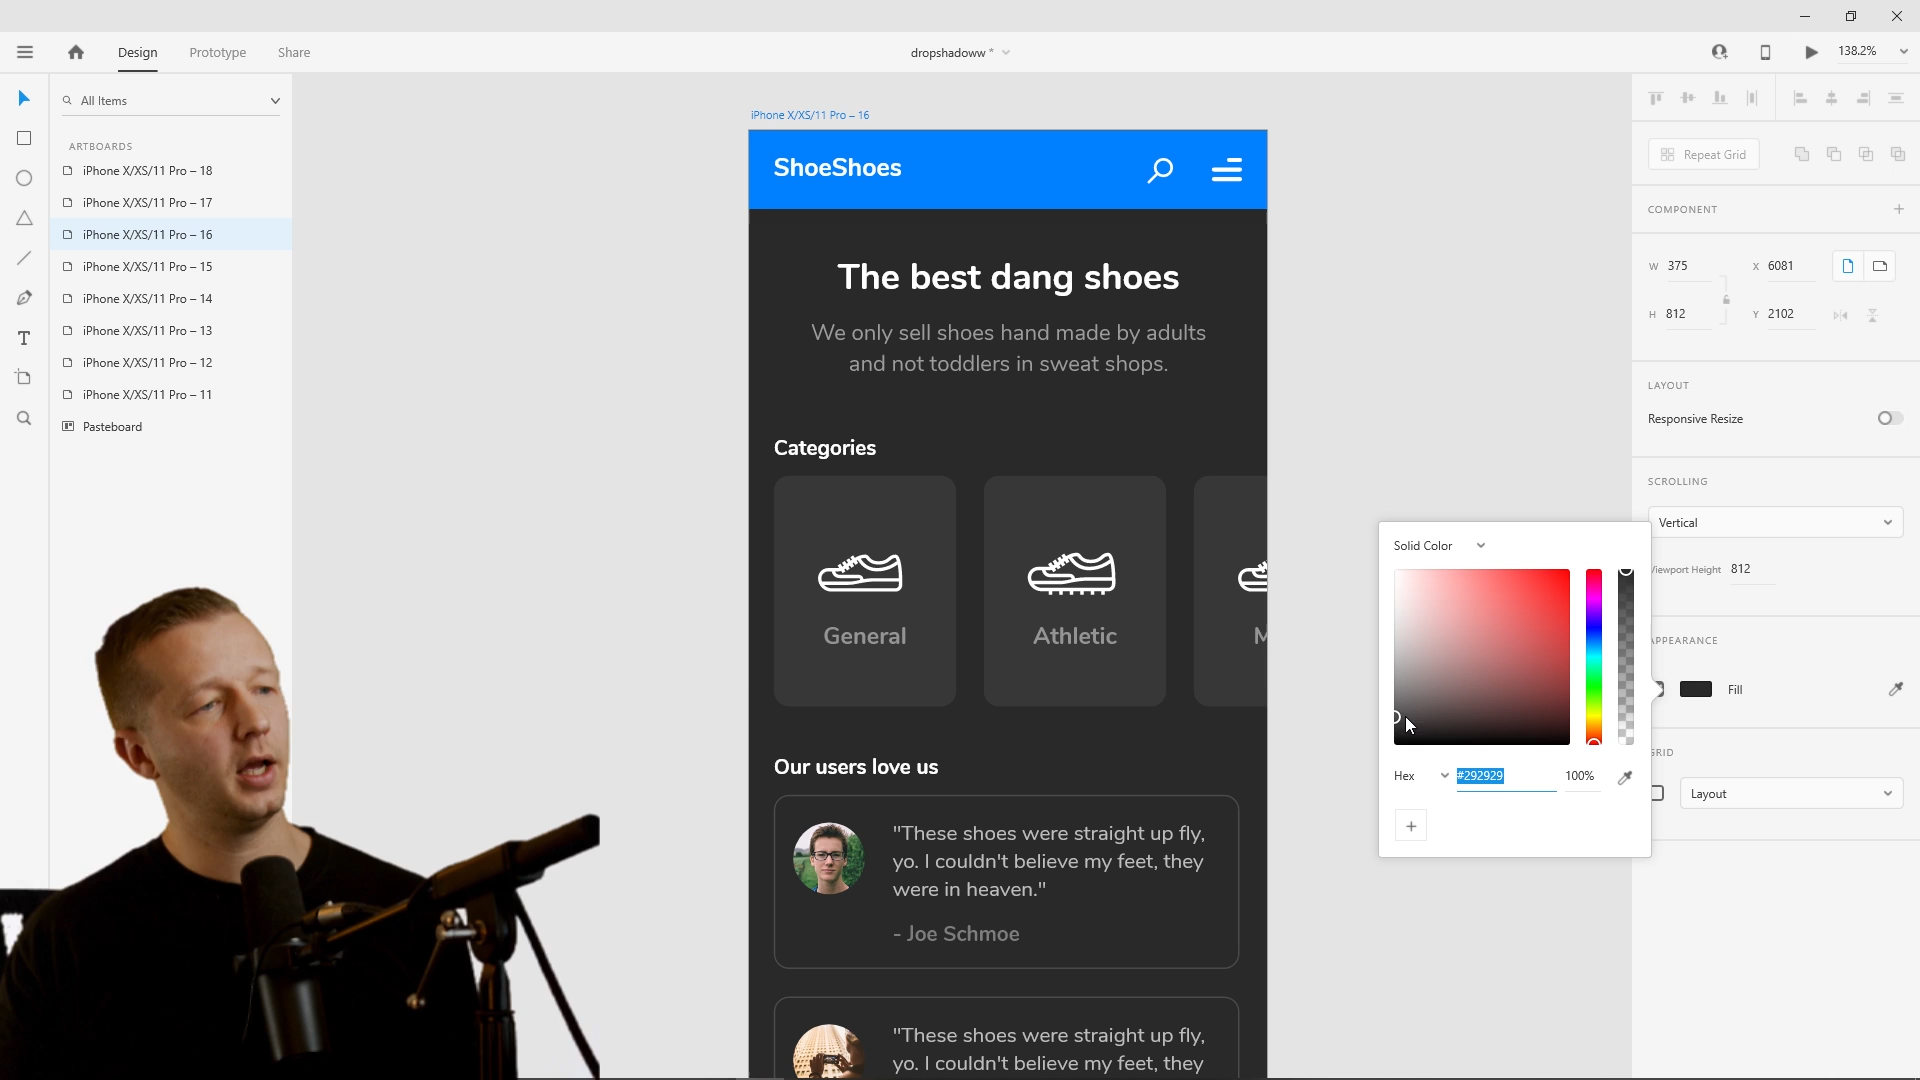 Design
Prototype
Share
dropshadoww *
138.2%
All Items
ARTBOARDS
iPhone X/XS/11 Pro – 18
iPhone X/XS/11 Pro – 17
iPhone X/XS/11 Pro – 16
iPhone X/XS/11 Pro – 15
iPhone X/XS/11 Pro – 14
iPhone X/XS/11 Pro – 13
iPhone X/XS/11 Pro – 12
iPhone X/XS/11 Pro – 11
Pasteboard
iPhone X/XS/11 Pro – 16
ShoeShoes
The best dang shoes
We only sell shoes hand made by adults
and not toddlers in sweat shops.
Categories
General
Athletic
M
Our users love us
"These shoes were straight up fly,
yo. I couldn't believe my feet, they
were in heaven."
- Joe Schmoe
"These shoes were straight up fly,
yo. I couldn't believe my feet, they
Solid Color
Hex
#292929
100%
Repeat Grid
COMPONENT
W 375
X 6081
H 812
Y 2102
LAYOUT
Responsive Resize
SCROLLING
Vertical
Viewport Height 812
APPEARANCE
Fill
GRID
Layout